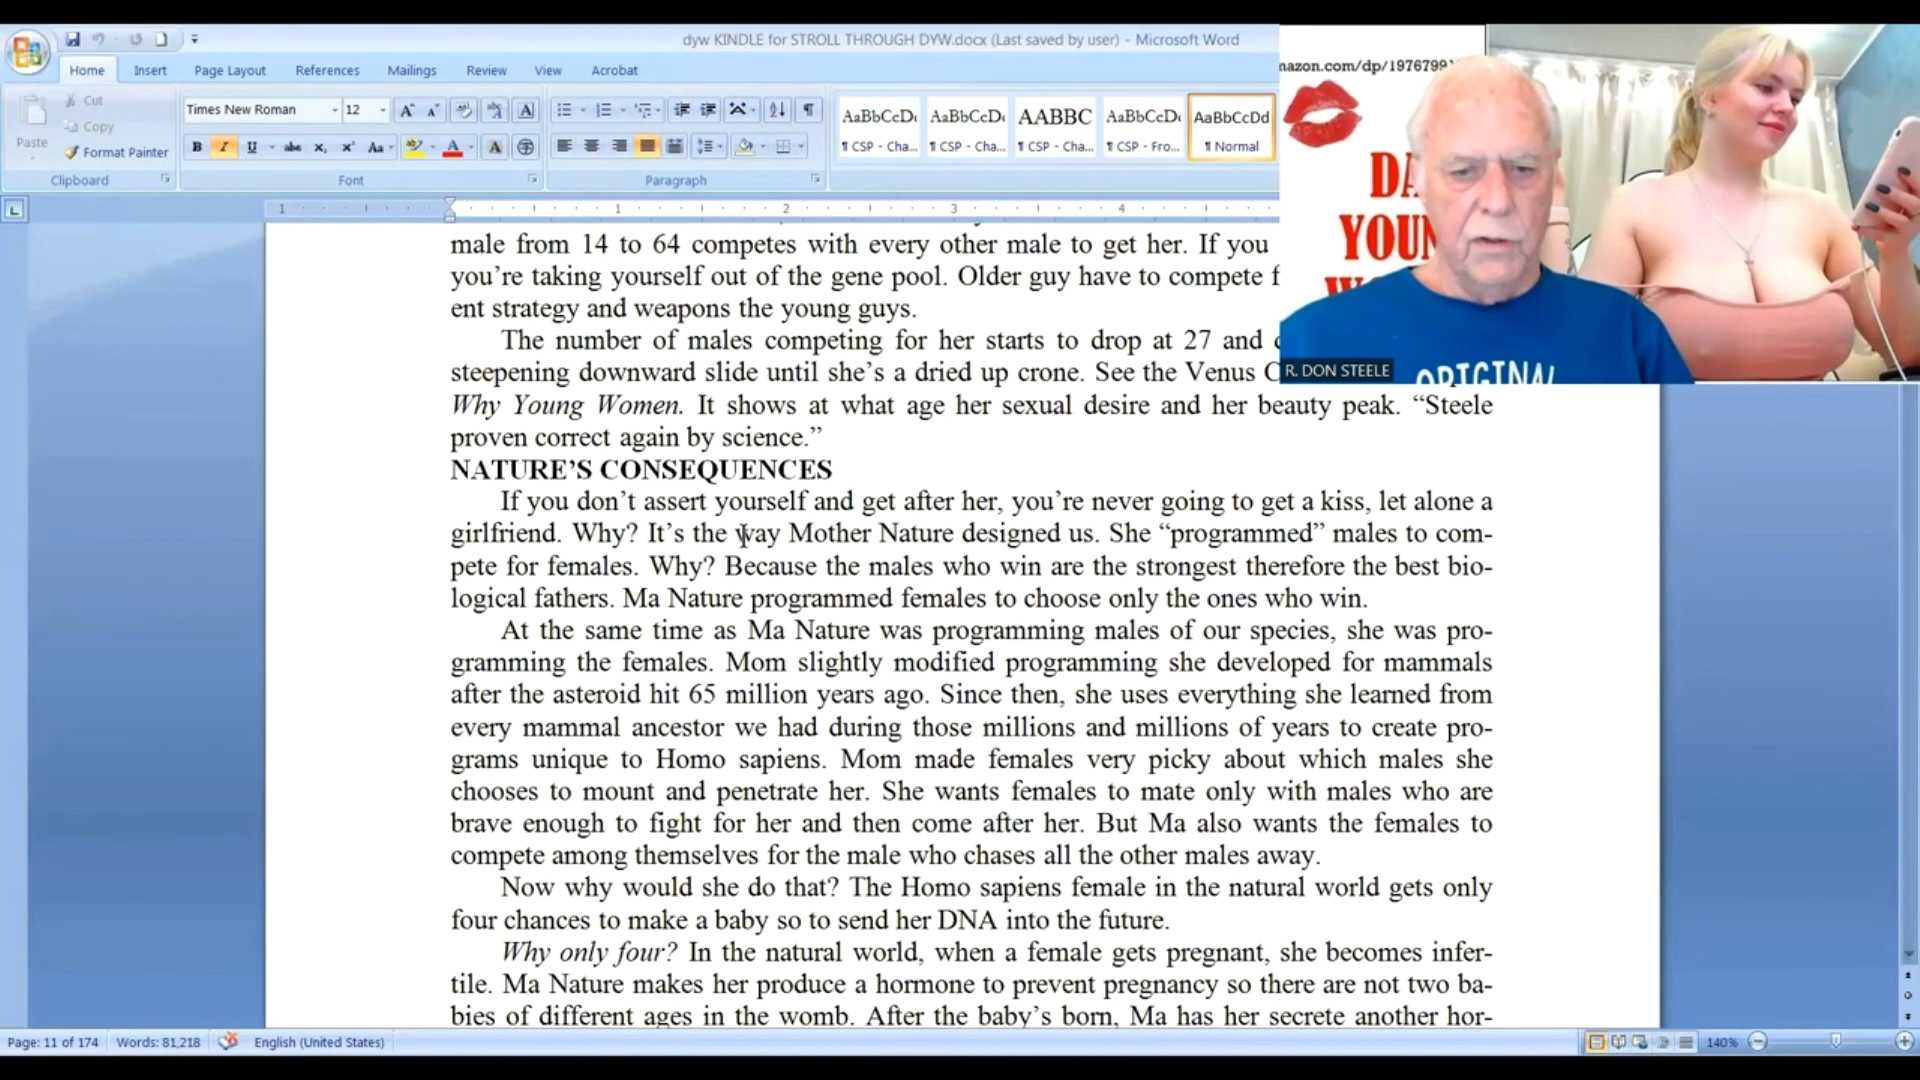 dyw KINDLE for STROLL THROUGH DYW.docx (Last saved by user) - Microsoft Word
Home Insert Page Layout References Mailings Review View Acrobat
Cut
Copy
Paste
Format Painter
Clipboard
Times New Roman 12
B I U abc
Font
Paragraph
AaBbCcD AaBbCcD AABBC AaBbCcD AaBbCcDd
¶ CSP - Cha... ¶ CSP - Cha... ¶ CSP - Cha... ¶ CSP - Fro... ¶ Normal
mazon.com/dp/1976799
DA
YOUN
R. DON STEELE
ORIGINAL
1 1 2 3 4
male from 14 to 64 competes with every other male to get her. If you
you’re taking yourself out of the gene pool. Older guy have to compete f
ent strategy and weapons the young guys.
The number of males competing for her starts to drop at 27 and
steepening downward slide until she’s a dried up crone. See the Venus C
Why Young Women. It shows at what age her sexual desire and her beauty peak. “Steele
proven correct again by science.”
NATURE’S CONSEQUENCES
If you don’t assert yourself and get after her, you’re never going to get a kiss, let alone a
girlfriend. Why? It’s the way Mother Nature designed us. She “programmed” males to com-
pete for females. Why? Because the males who win are the strongest therefore the best bio-
logical fathers. Ma Nature programmed females to choose only the ones who win.
At the same time as Ma Nature was programming males of our species, she was pro-
gramming the females. Mom slightly modified programming she developed for mammals
after the asteroid hit 65 million years ago. Since then, she uses everything she learned from
every mammal ancestor we had during those millions and millions of years to create pro-
grams unique to Homo sapiens. Mom made females very picky about which males she
chooses to mount and penetrate her. She wants females to mate only with males who are
brave enough to fight for her and then come after her. But Ma also wants the females to
compete among themselves for the male who chases all the other males away.
Now why would she do that? The Homo sapiens female in the natural world gets only
four chances to make a baby so to send her DNA into the future.
Why only four? In the natural world, when a female gets pregnant, she becomes infer-
tile. Ma Nature makes her produce a hormone to prevent pregnancy so there are not two ba-
bies of different ages in the womb. After the baby’s born, Ma has her secrete another hor-
Page: 11 of 174 Words: 81,218 English (United States) 140%